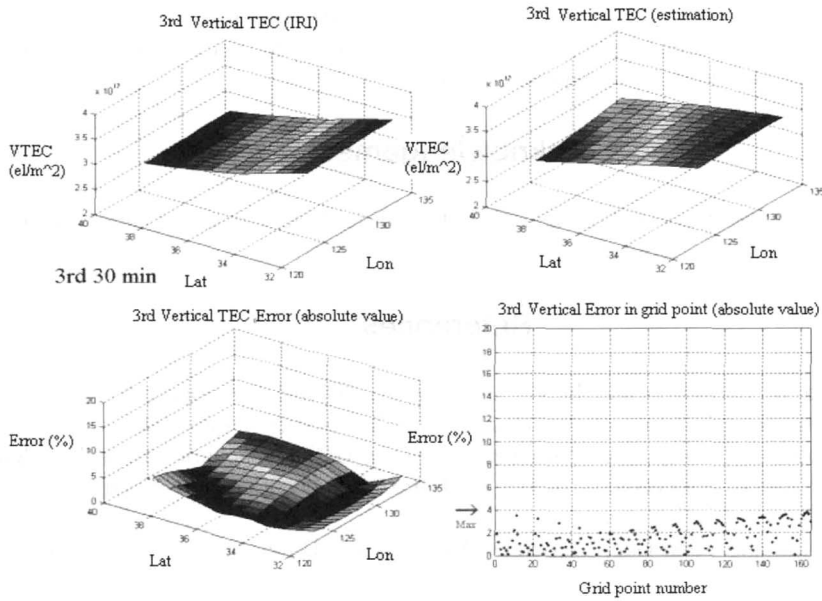 3rd Vertical TEC (IRI)
x 10^17
4
3.5
3
2.5
2
VTEC
(el/m^2)
40
38
36
34
32
Lat
120
125
130
135
Lon
3rd 30 min
3rd Vertical TEC (estimation)
x 10^17
4
3.5
3
2.5
2
VTEC
(el/m^2)
40
38
36
34
32
Lat
120
125
130
135
Lon
3rd Vertical TEC Error (absolute value)
20
15
10
5
0
Error (%)
40
38
36
34
32
Lat
120
125
130
135
Lon
3rd Vertical Error in grid point (absolute value)
20
18
16
14
12
10
8
6
4
2
0
Error (%)
Max
0
20
40
60
80
100
120
140
160
Grid point number